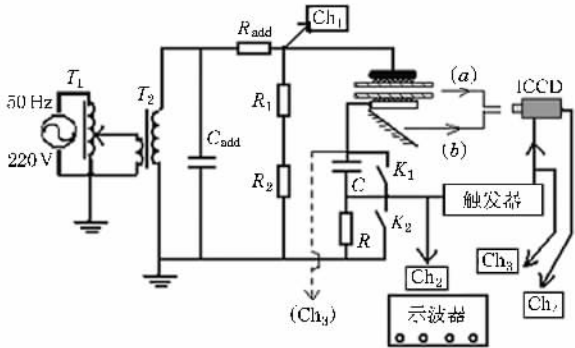 Ch₁
R_add
T₁
T₂
50 Hz
220 V
C_add
R₁
R₂
(a)
(b)
ICCD
K₁
C
K₂
R
触发器
(Ch₃)
Ch₂
Ch₃
Ch₄
示波器